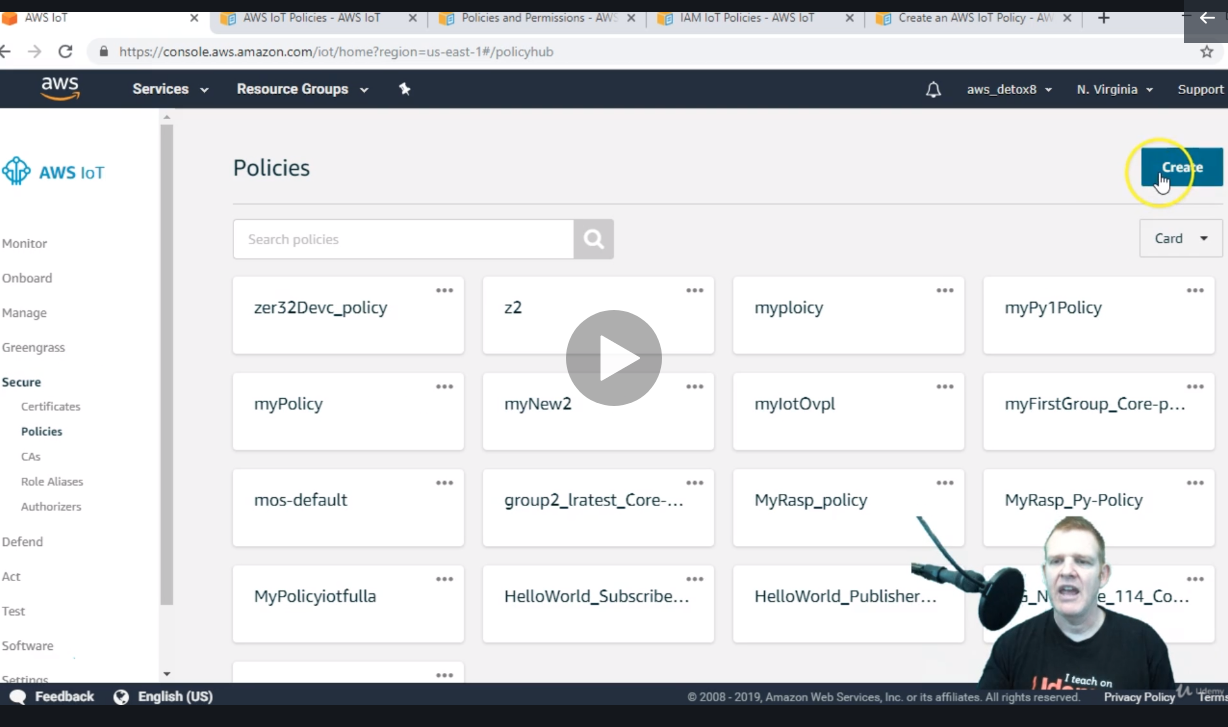 AWS IoT
AWS IoT Policies - AWS IoT
Policies and Permissions - AWS
IAM IoT Policies - AWS IoT
Create an AWS IoT Policy - AW
https://console.aws.amazon.com/iot/home?region=us-east-1#/policyhub
aws
Services
Resource Groups
aws_detox8
N. Virginia
Support
AWS IoT
Monitor
Onboard
Manage
Greengrass
Secure
Certificates
Policies
CAs
Role Aliases
Authorizers
Defend
Act
Test
Software
Settings
Policies
Create
Search policies
Card
zer32Devc_policy
z2
myploicy
myPy1Policy
myPolicy
myNew2
myIotOvpl
myFirstGroup_Core-p...
mos-default
group2_lratest_Core-...
MyRasp_policy
MyRasp_Py-Policy
MyPolicyiotfulla
HelloWorld_Subscribe...
HelloWorld_Publisher...
e_114_Co...
I teach on
Feedback
English (US)
© 2008 - 2019, Amazon Web Services, Inc. or its affiliates. All rights reserved.
Privacy Policy
Terms
Udemy